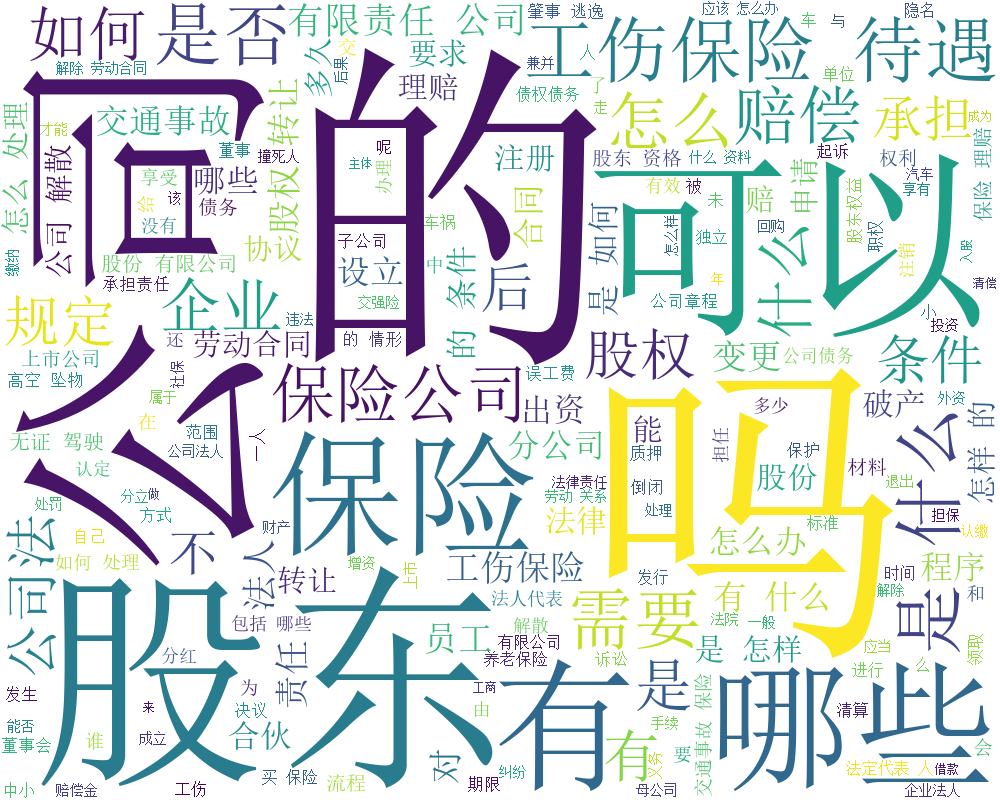 如何 是否
有限责任 公司
多久
交
后果
要求
理赔
肇事 逃逸
兼并
债权债务
工伤保险 待遇
应该 怎么办
车 与
隐名
单位
人
了
走
解除 劳动合同
怎么 处理
才能
交通事故
董事
撞死人
转让
公司 的
呢
主体
办理
注册
怎么 赔偿
承担
成为
理赔
股东 资格
什么 资料
起诉
权利
公司 解散
享受
哪些
给
该
债务
没有
股权
协议
车祸
合同
有效
被
未
赔
申请
汽车
享有
保险
股份 有限公司
承担责任
子公司
设立
中
条件
后
是 如何
怎么样
独立
回购
什么
股东权益
职权
注销
入股
可以
缴纳
交强险
年
公司章程
清偿
规定
企业
违法
的 情形
的
小
投资
上市公司
还
劳动合同
股权
变更
公司债务
条件
高空 坠物
属于
社保
保险公司
误工费
出资
多少
破产
外资
无证 驾驶
在
范围
一人
分公司
能
质押
担任
保护
材料
什么 的
怎样 的
认定
公司法人
保险
吗
法律责任
劳动 关系
倒闭
股份
退出
处罚
分立
做
方式
财产
法律
处理
标准
担保
认缴
公司法
自己
不
法人
如何 处理
转让
增资
上市
工伤保险
发行
怎么办
时间
程序
解除
股东
包括 哪些
法人代表
需要
有 什么
法院
一般
是
和
领取
分红
责任
员工
解散
有限公司
养老保险
诉讼
是 怎样
应当
么
进行
发生
为
来
决议
工商
有
是
哪些
清算
能否
董事会
谁
成立
合伙
对
由
纠纷
有
手续
义务
要
交通事故 保险
会
中小
赔偿金
工伤
买 保险
流程
期限
母公司
法定代表 人
借款
企业法人